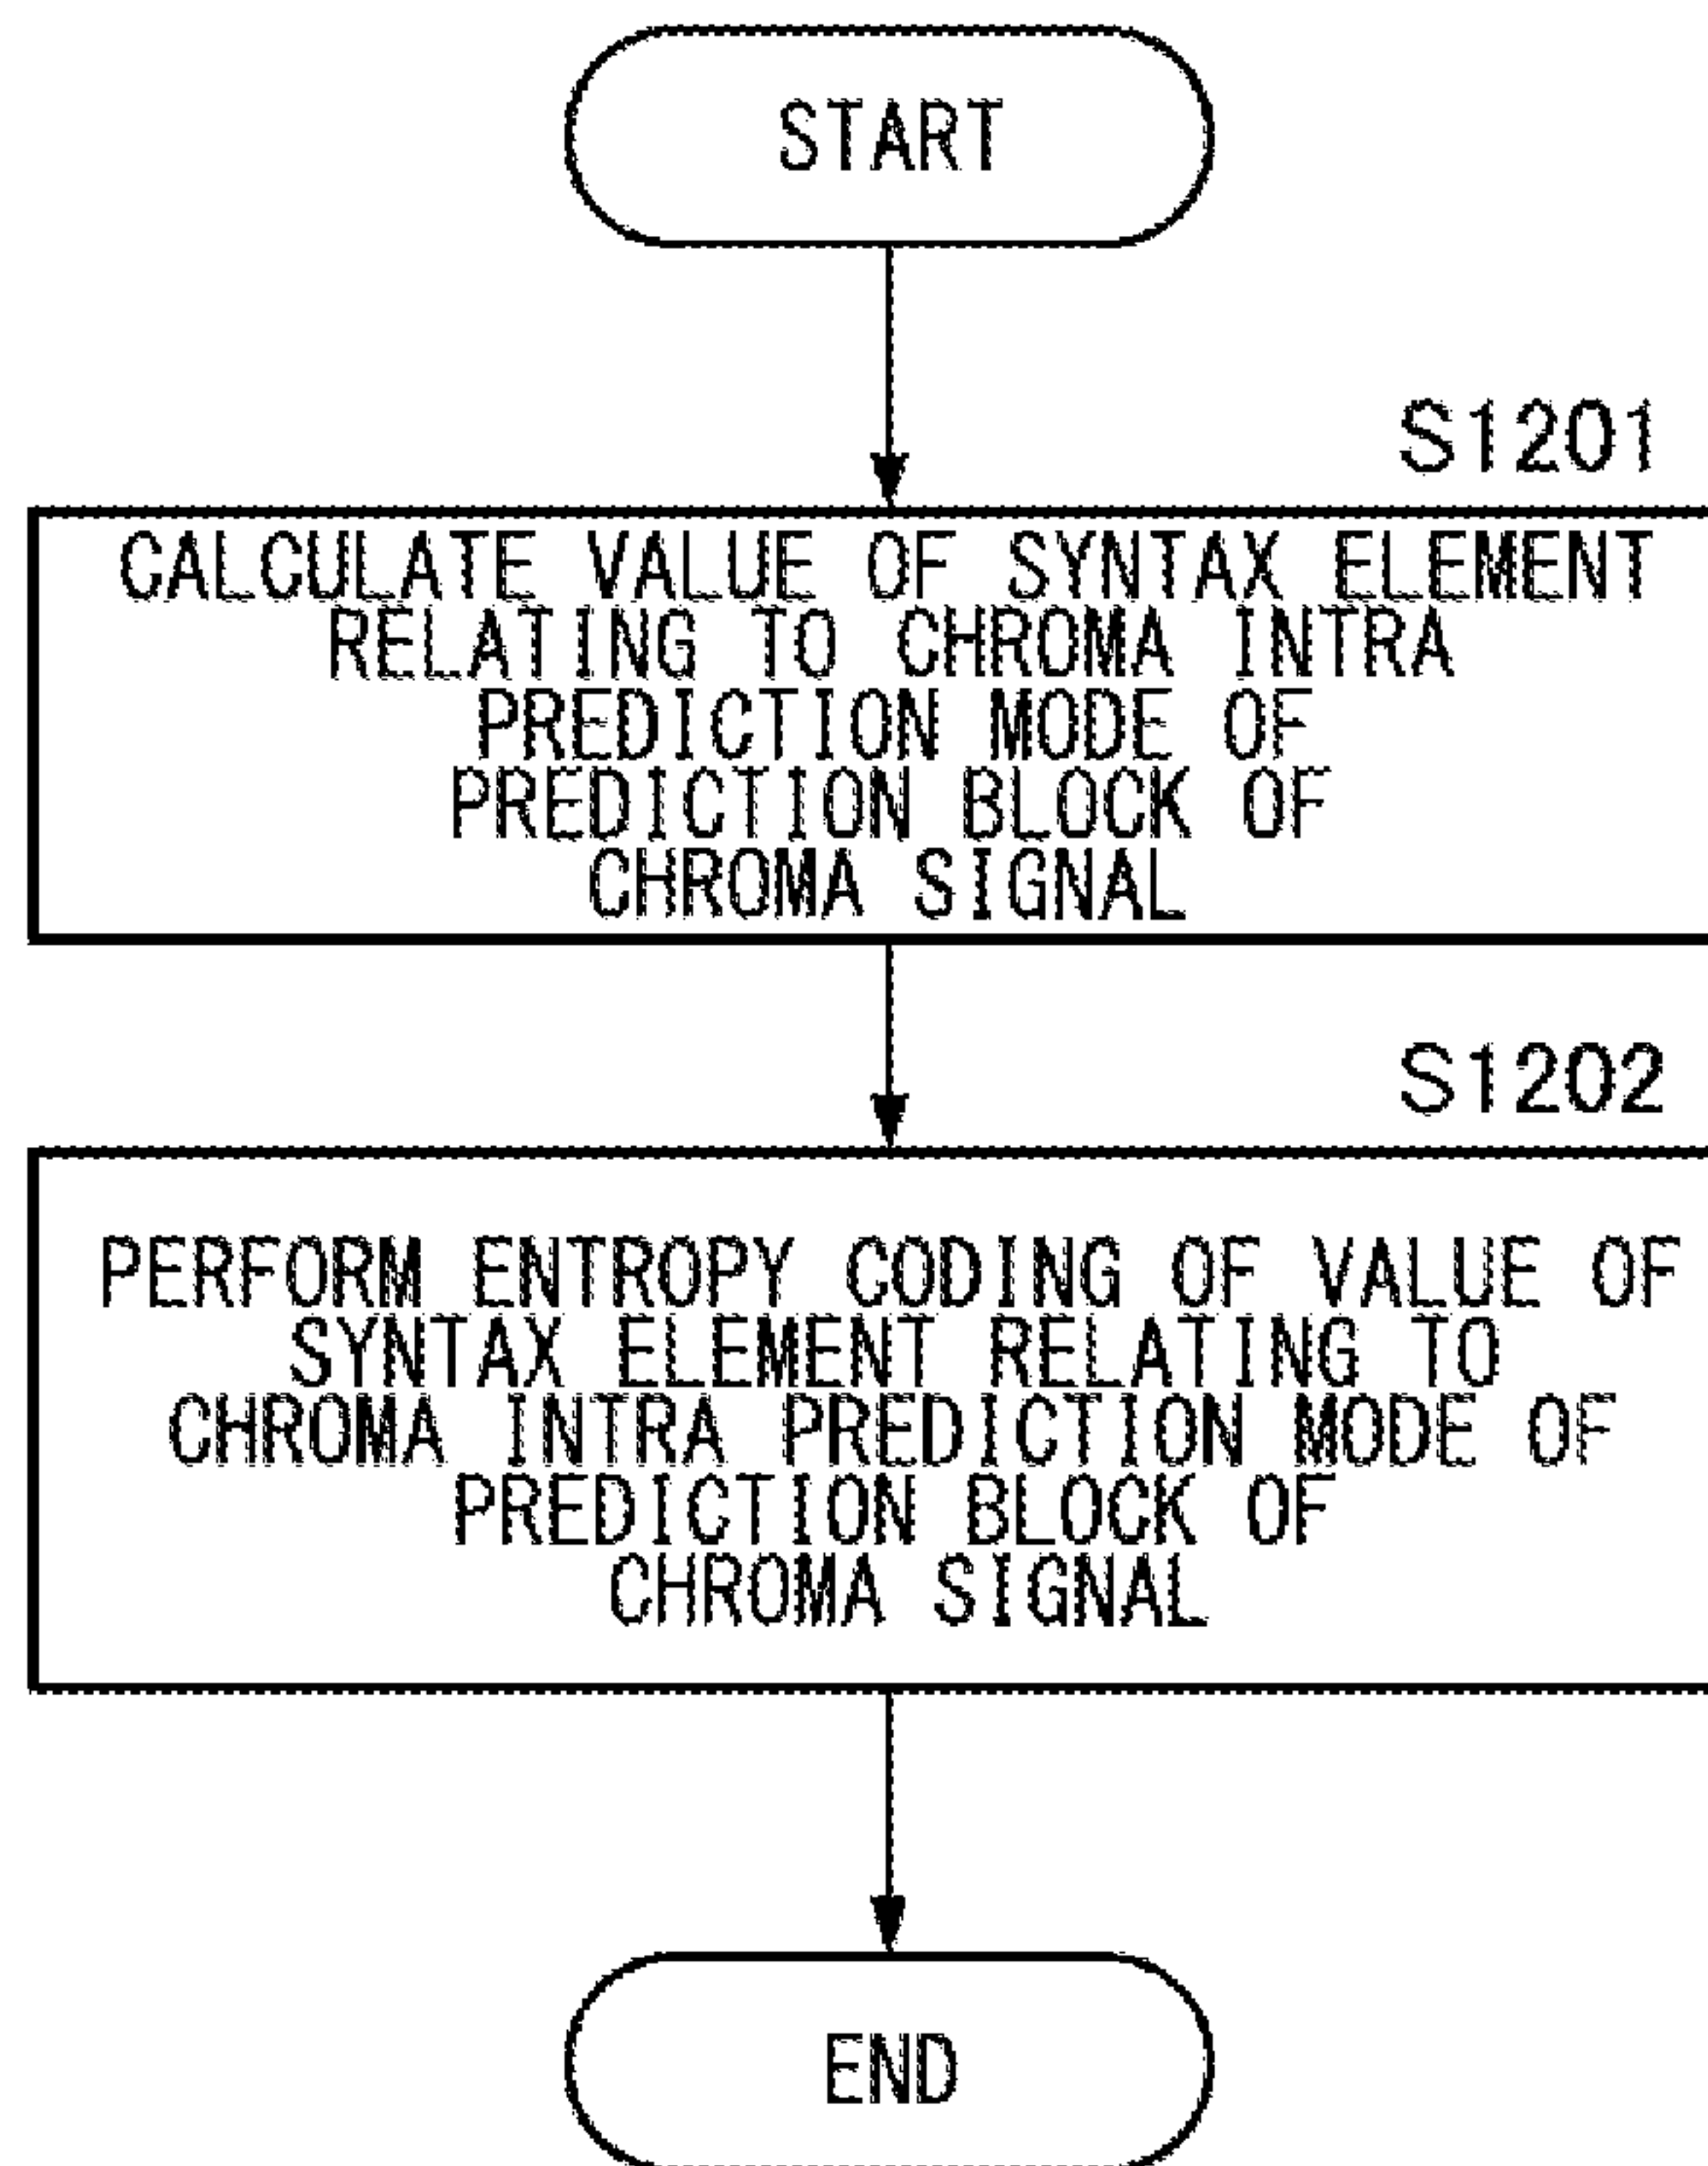 START
S1201
CALCULATE VALUE OF SYNTAX ELEMENT
RELATING TO CHROMA INTRA
PREDICTION MODE OF
PREDICTION BLOCK OF
CHROMA SIGNAL
S1202
PERFORM ENTROPY CODING OF VALUE OF
SYNTAX ELEMENT RELATING TO
CHROMA INTRA PREDICTION MODE OF
PREDICTION BLOCK OF
CHROMA SIGNAL
END